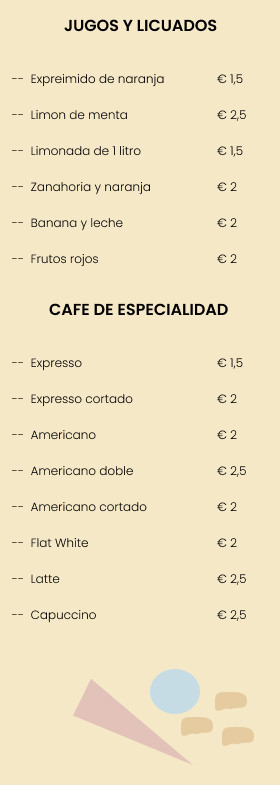 JUGOS Y LICUADOS
-- Expreimido de naranja € 1,5
-- Limon de menta € 2,5
-- Limonada de 1 litro € 1,5
-- Zanahoria y naranja € 2
-- Banana y leche € 2
-- Frutos rojos € 2
CAFE DE ESPECIALIDAD
-- Expresso € 1,5
-- Expresso cortado € 2
-- Americano € 2
-- Americano doble € 2,5
-- Americano cortado € 2
-- Flat White € 2
-- Latte € 2,5
-- Capuccino € 2,5